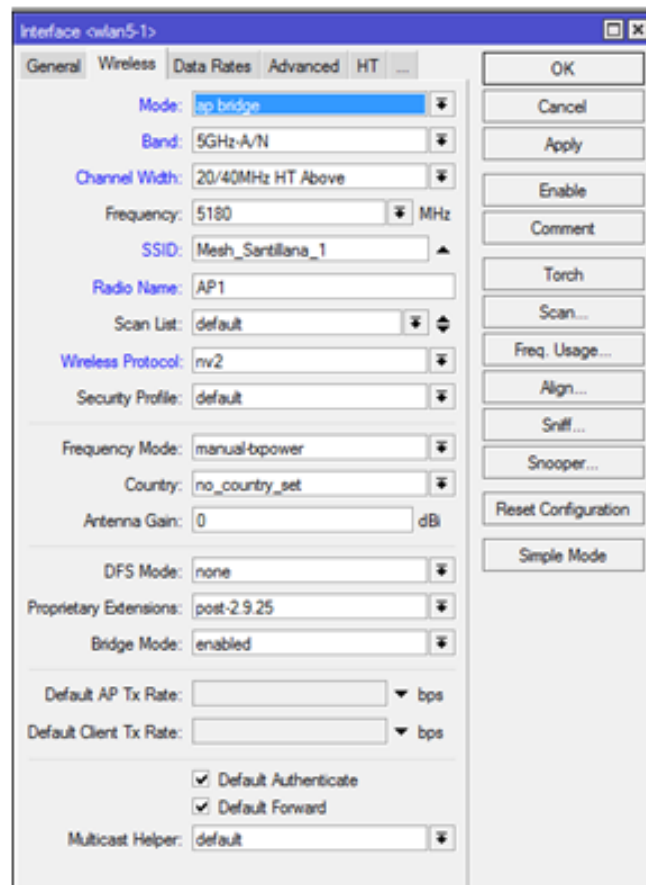 Interface <wlan5-1>
General Wireless Data Rates Advanced HT ...
Mode: ap bridge
Band: 5GHz-A/N
Channel Width: 20/40MHz HT Above
Frequency: 5180 MHz
SSID: Mesh_Santillana_1
Radio Name: AP1
Scan List: default
Wireless Protocol: nv2
Security Profile: default
Frequency Mode: manual-txpower
Country: no_country_set
Antenna Gain: 0 dBi
DFS Mode: none
Proprietary Extensions: post-2.9.25
Bridge Mode: enabled
Default AP Tx Rate: bps
Default Client Tx Rate: bps
Default Authenticate
Default Forward
Multicast Helper: default
OK
Cancel
Apply
Enable
Comment
Torch
Scan...
Freq. Usage...
Align...
Sniff...
Snooper...
Reset Configuration
Simple Mode